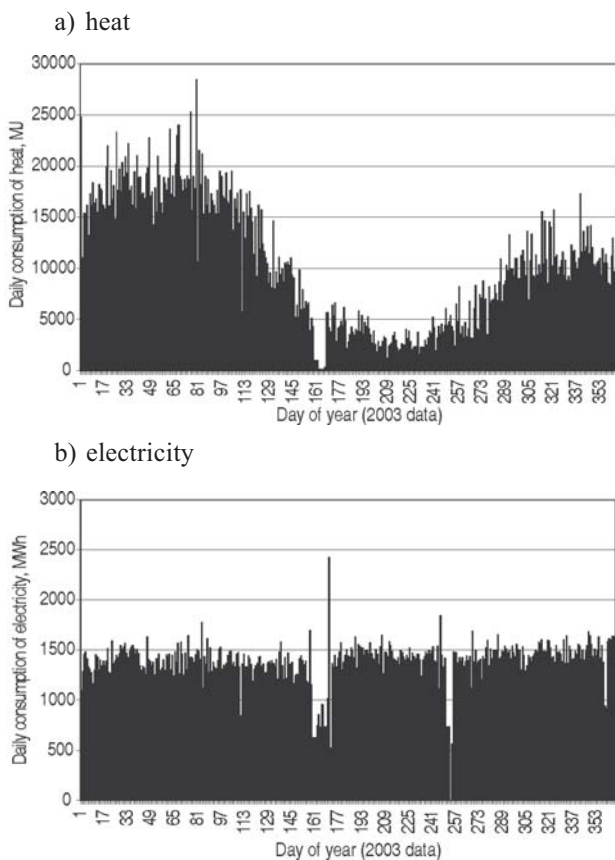 a) heat
Daily consumption of heat, MJ
30000
25000
20000
15000
10000
5000
0
1 17 33 49 65 81 97 113 129 145 161 177 193 209 225 241 257 273 289 305 321 337 353
Day of year (2003 data)
b) electricity
Daily consumption of electricity, MWh
3000
2500
2000
1500
1000
500
0
1 17 33 49 65 81 97 113 129 145 161 177 193 209 225 241 257 273 289 305 321 337 353
Day of year (2003 data)